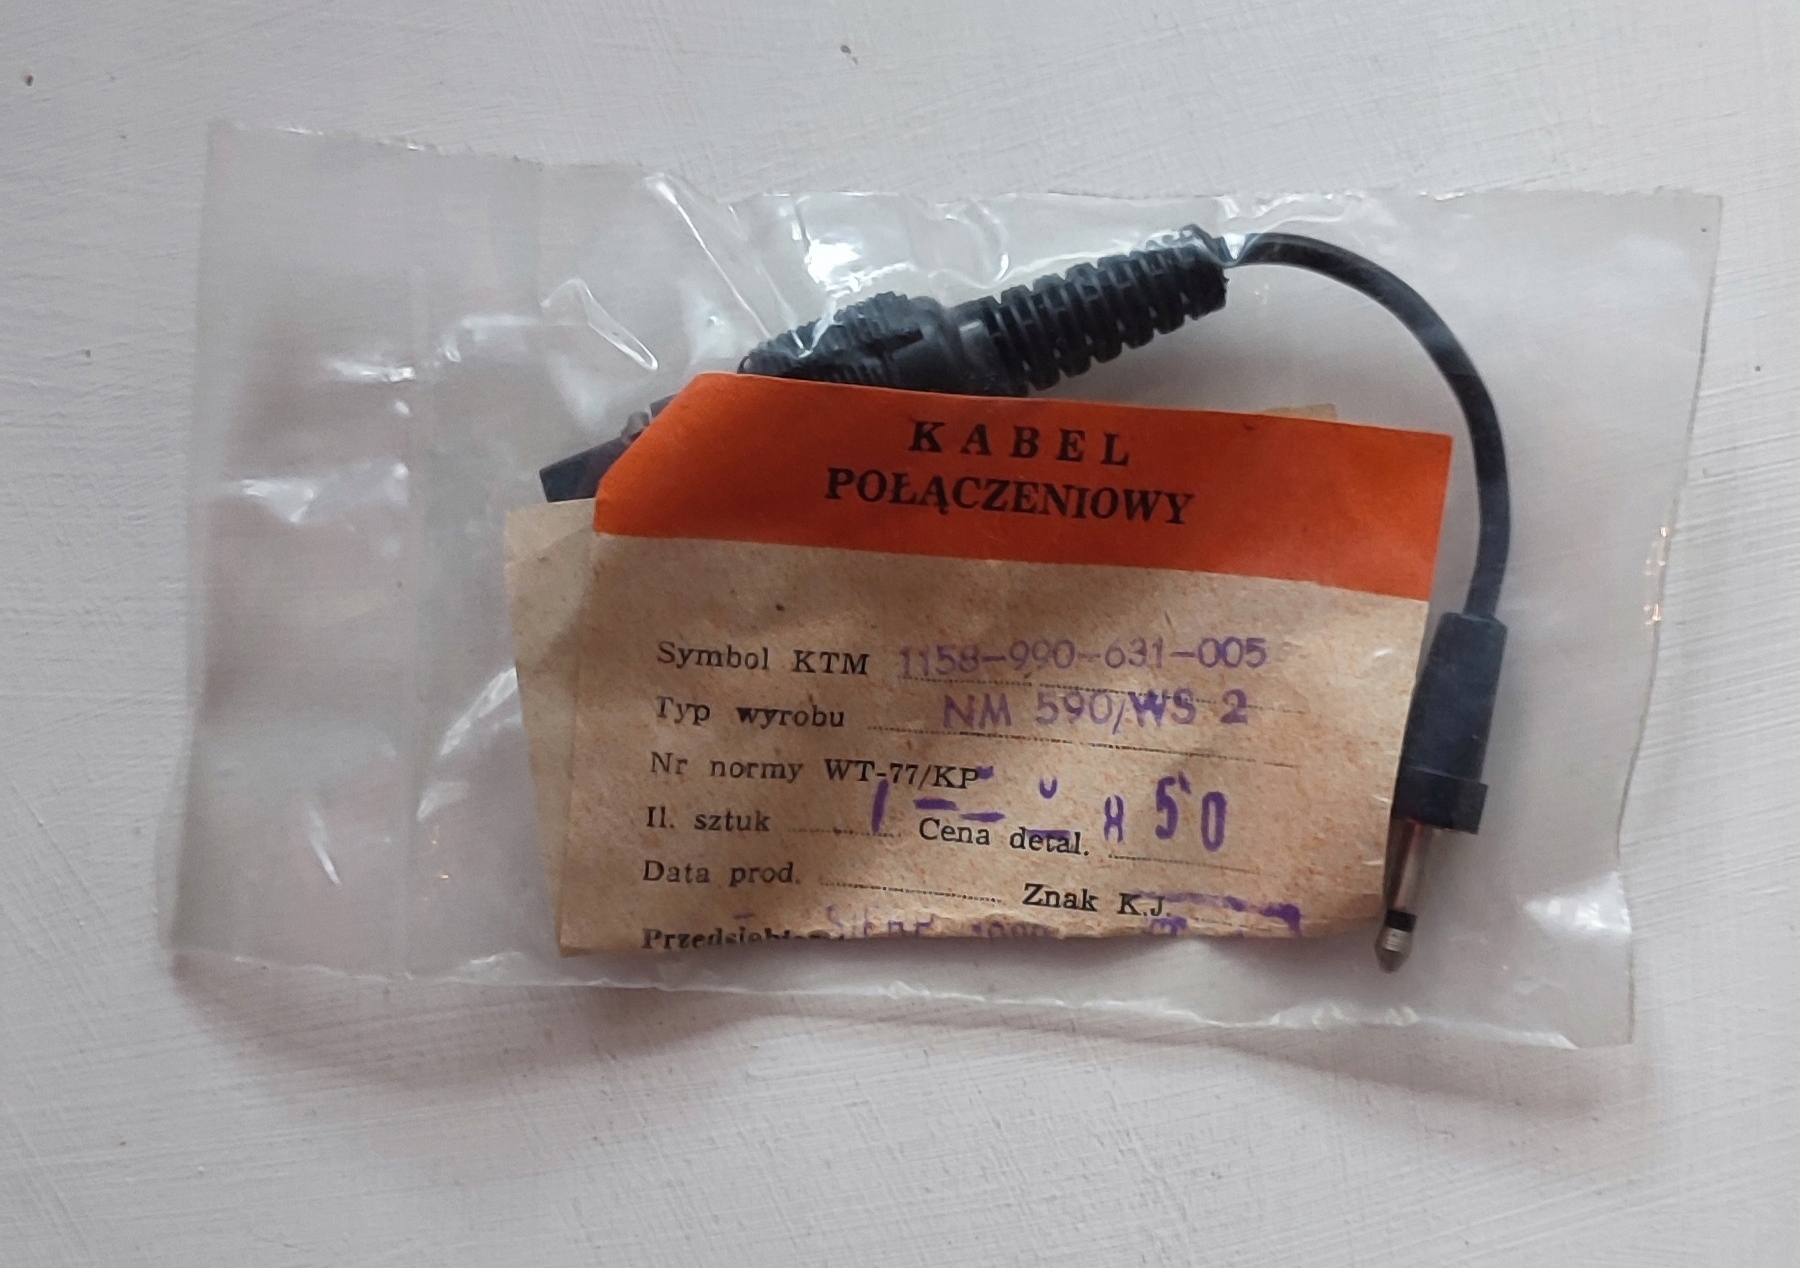 KABEL
POŁĄCZENIOWY
Symbol KTM 1158-990-631-005
Typ wyrobu NM 590/WS 2
Nr normy WT-77/KP
Il. sztuk 1 Cena detal. 50
Data prod. Znak K.J.